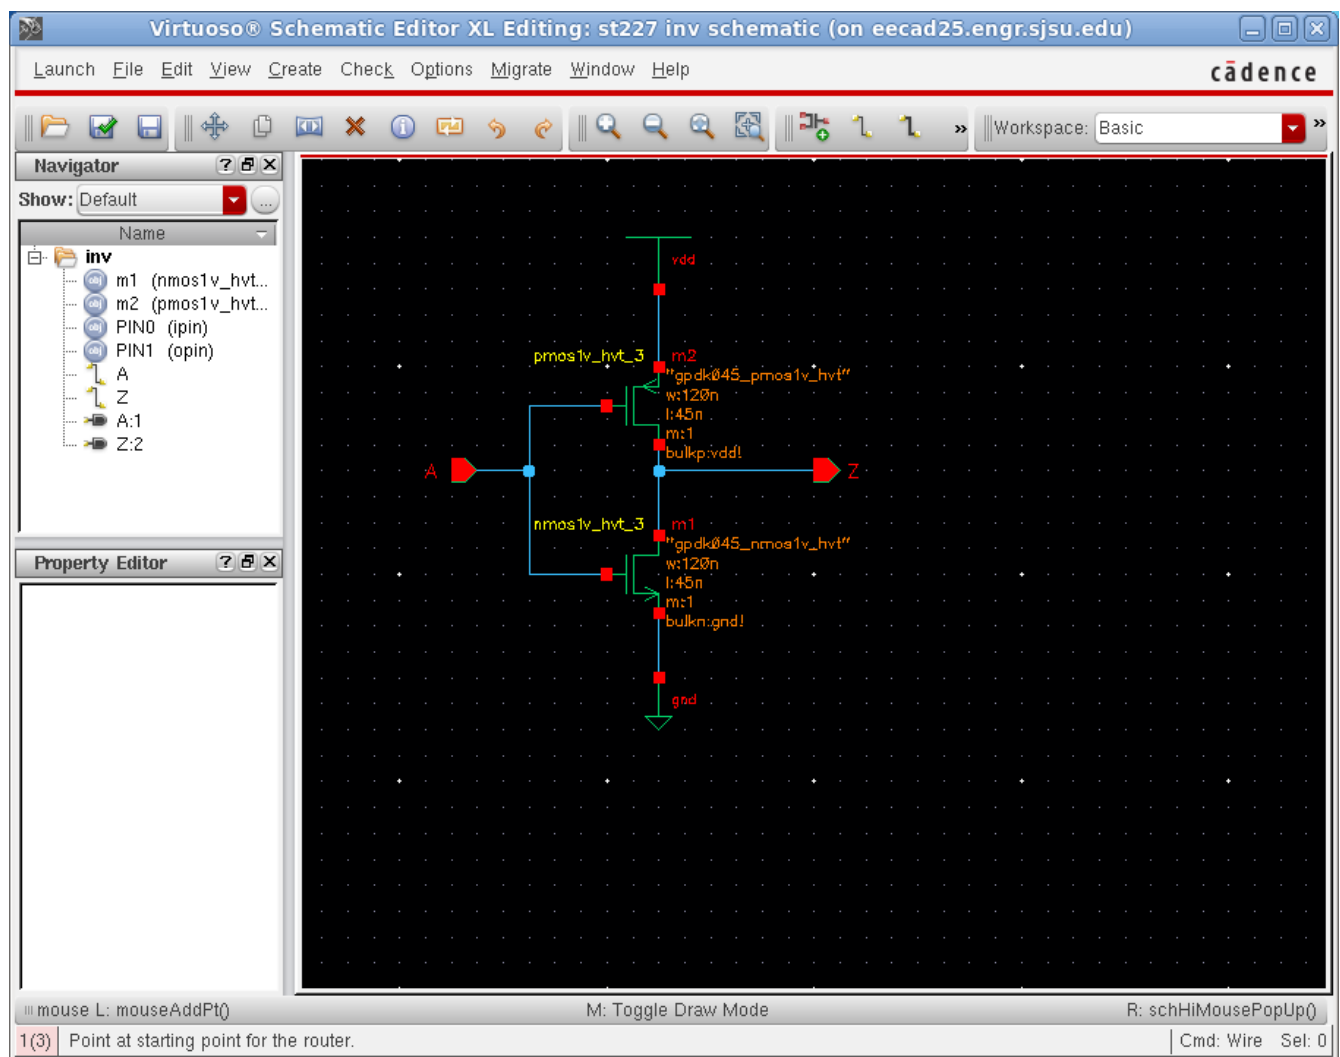 Virtuoso® Schematic Editor XL Editing: st227 inv schematic (on eecad25.engr.sjsu.edu)
Launch File Edit View Create Check Options Migrate Window Help
cādence
Workspace: Basic
Navigator
Show: Default
Name
inv
m1 (nmos1v_hvt...
m2 (pmos1v_hvt...
PIN0 (ipin)
PIN1 (opin)
A
Z
A:1
Z:2
Property Editor
vdd
pmos1v_hvt_3 m2
"gpdk045_pmos1v_hvt"
w:120n
l:45n
m:1
bulkp:vdd!
A
Z
nmos1v_hvt_3 m1
"gpdk045_nmos1v_hvt"
w:120n
l:45n
m:1
bulkn:gnd!
gnd
mouse L: mouseAddPt() M: Toggle Draw Mode R: schHiMousePopUp()
1(3) Point at starting point for the router. Cmd: Wire Sel: 0